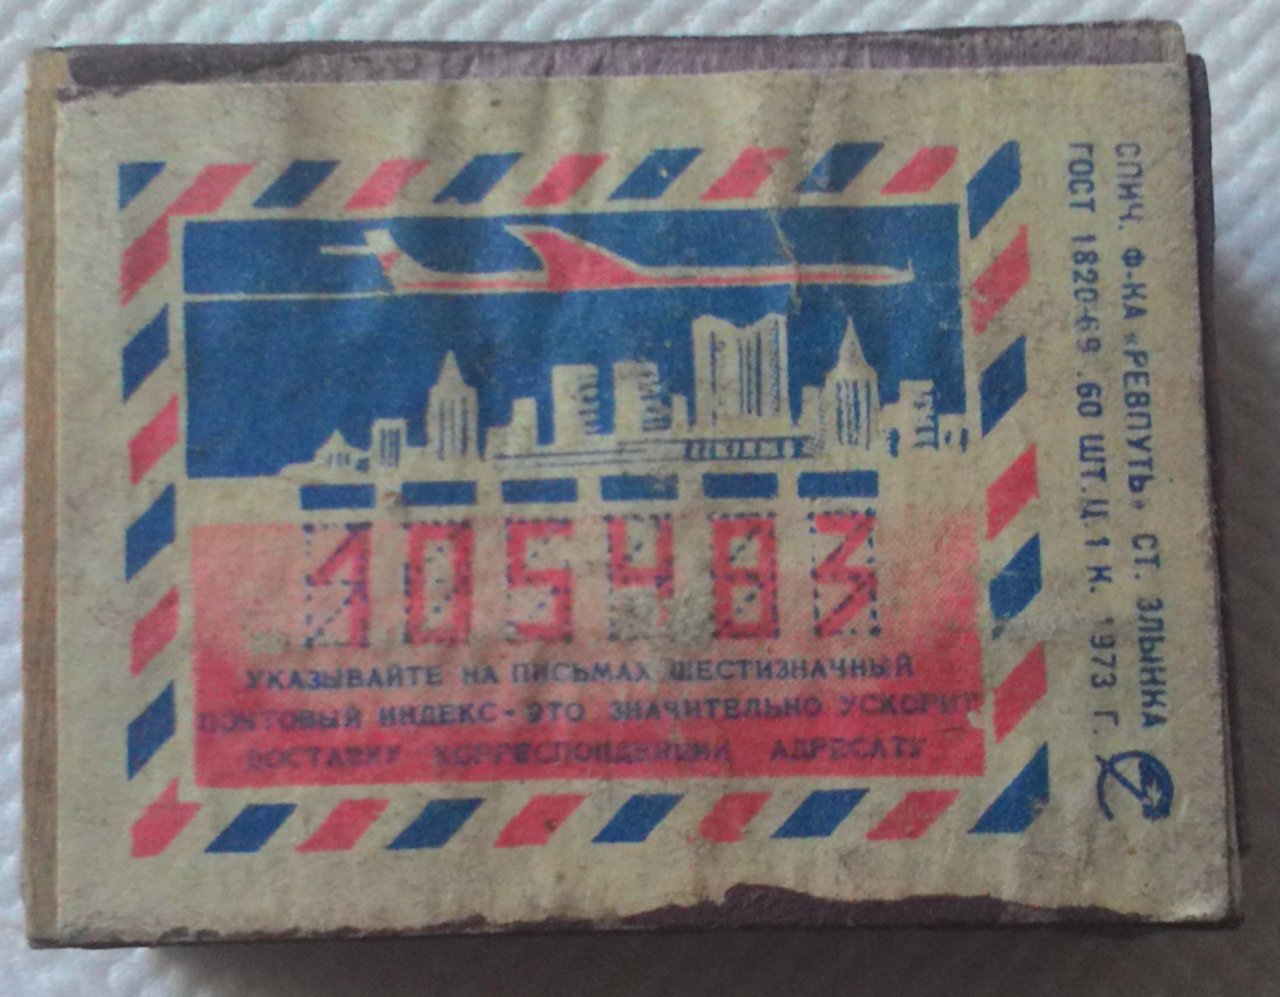 105483
УКАЗЫВАЙТЕ НА ПИСЬМАХ ШЕСТИЗНАЧНЫЙ
ПОЧТОВЫЙ ИНДЕКС - ЭТО ЗНАЧИТЕЛЬНО УСКОРИТ
ДОСТАВКУ КОРРЕСПОНДЕНЦИИ АДРЕСАТУ
СПИЧ. Ф-КА «РЕВПУТЬ» СТ. ЗЛЫНКА
ГОСТ 1820-69. 60 ШТ. Ц. 1 К. 1973 Г.